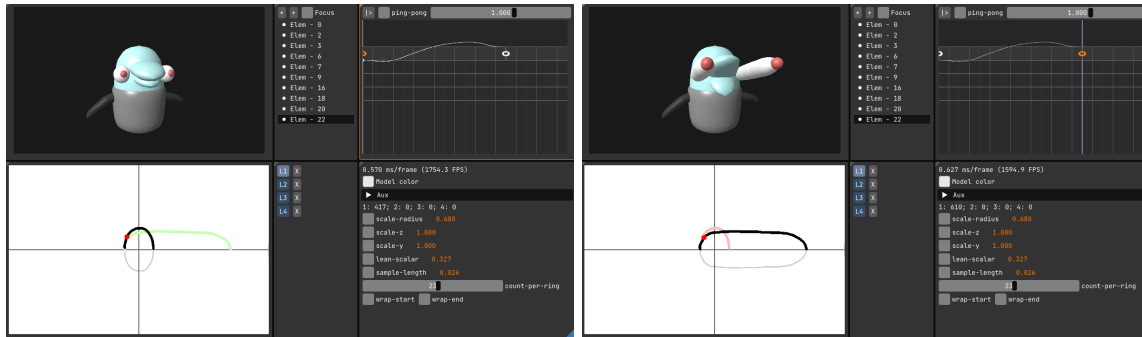 + * Focus
Elem - 0
Elem - 2
Elem - 3
Elem - 6
Elem - 7
Elem - 9
Elem - 16
Elem - 18
Elem - 20
Elem - 22
|> ping-pong 1.000
L1 X
L2 X
L3 X
L4 X
0.570 ms/frame (1754.3 FPS)
Model color
Aux
1: 417; 2: 0; 3: 0; 4: 0
scale-radius 0.680
scale-z 1.000
scale-y 1.000
lean-scalar 0.327
sample-length 0.026
count-per-ring
wrap-start wrap-end
+ * Focus
Elem - 0
Elem - 2
Elem - 3
Elem - 6
Elem - 7
Elem - 9
Elem - 16
Elem - 18
Elem - 20
Elem - 22
|> ping-pong 1.000
L1 X
L2 X
L3 X
L4 X
0.627 ms/frame (1594.9 FPS)
Model color
Aux
1: 610; 2: 0; 3: 0; 4: 0
scale-radius 0.680
scale-z 1.000
scale-y 1.000
lean-scalar 0.327
sample-length 0.026
count-per-ring
wrap-start wrap-end